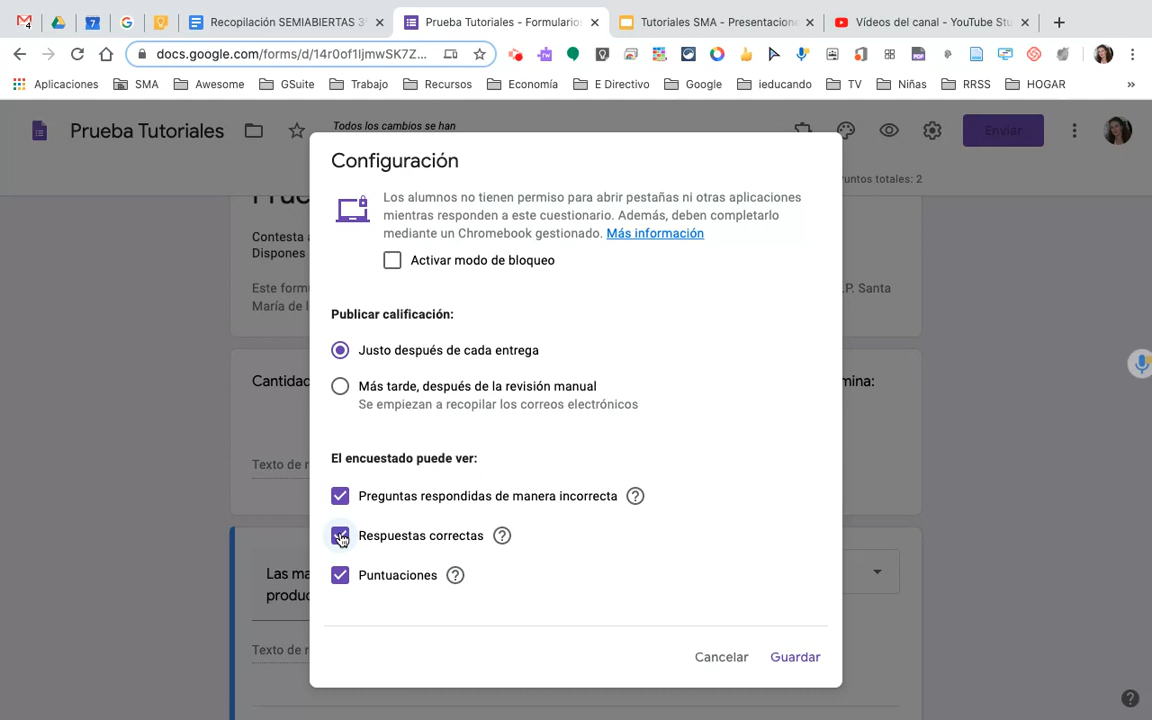 Recopilación SEMIABIERTAS 3º
Prueba Tutoriales - Formularios
Tutoriales SMA - Presentaciones
Vídeos del canal - YouTube Stu
docs.google.com/forms/d/14r0of1IjmwSK7Z...
Aplicaciones
SMA
Awesome
GSuite
Trabajo
Recursos
Economía
E Directivo
Google
ieducando
TV
Niñas
RRSS
HOGAR
»
Prueba Tutoriales
Todos los cambios se han
Enviar
untos totales: 2
Configuración
Los alumnos no tienen permiso para abrir pestañas ni otras aplicaciones
mientras responden a este cuestionario. Además, deben completarlo
mediante un Chromebook gestionado. Más información
Activar modo de bloqueo
Contesta a
Dispones
Este form
.P. Santa
María de l
Publicar calificación:
Justo después de cada entrega
Más tarde, después de la revisión manual
Se empiezan a recopilar los correos electrónicos
Cantidad
mina:
Texto de r
El encuestado puede ver:
Preguntas respondidas de manera incorrecta
Respuestas correctas
Puntuaciones
Las ma
produc
Texto de r
Cancelar
Guardar